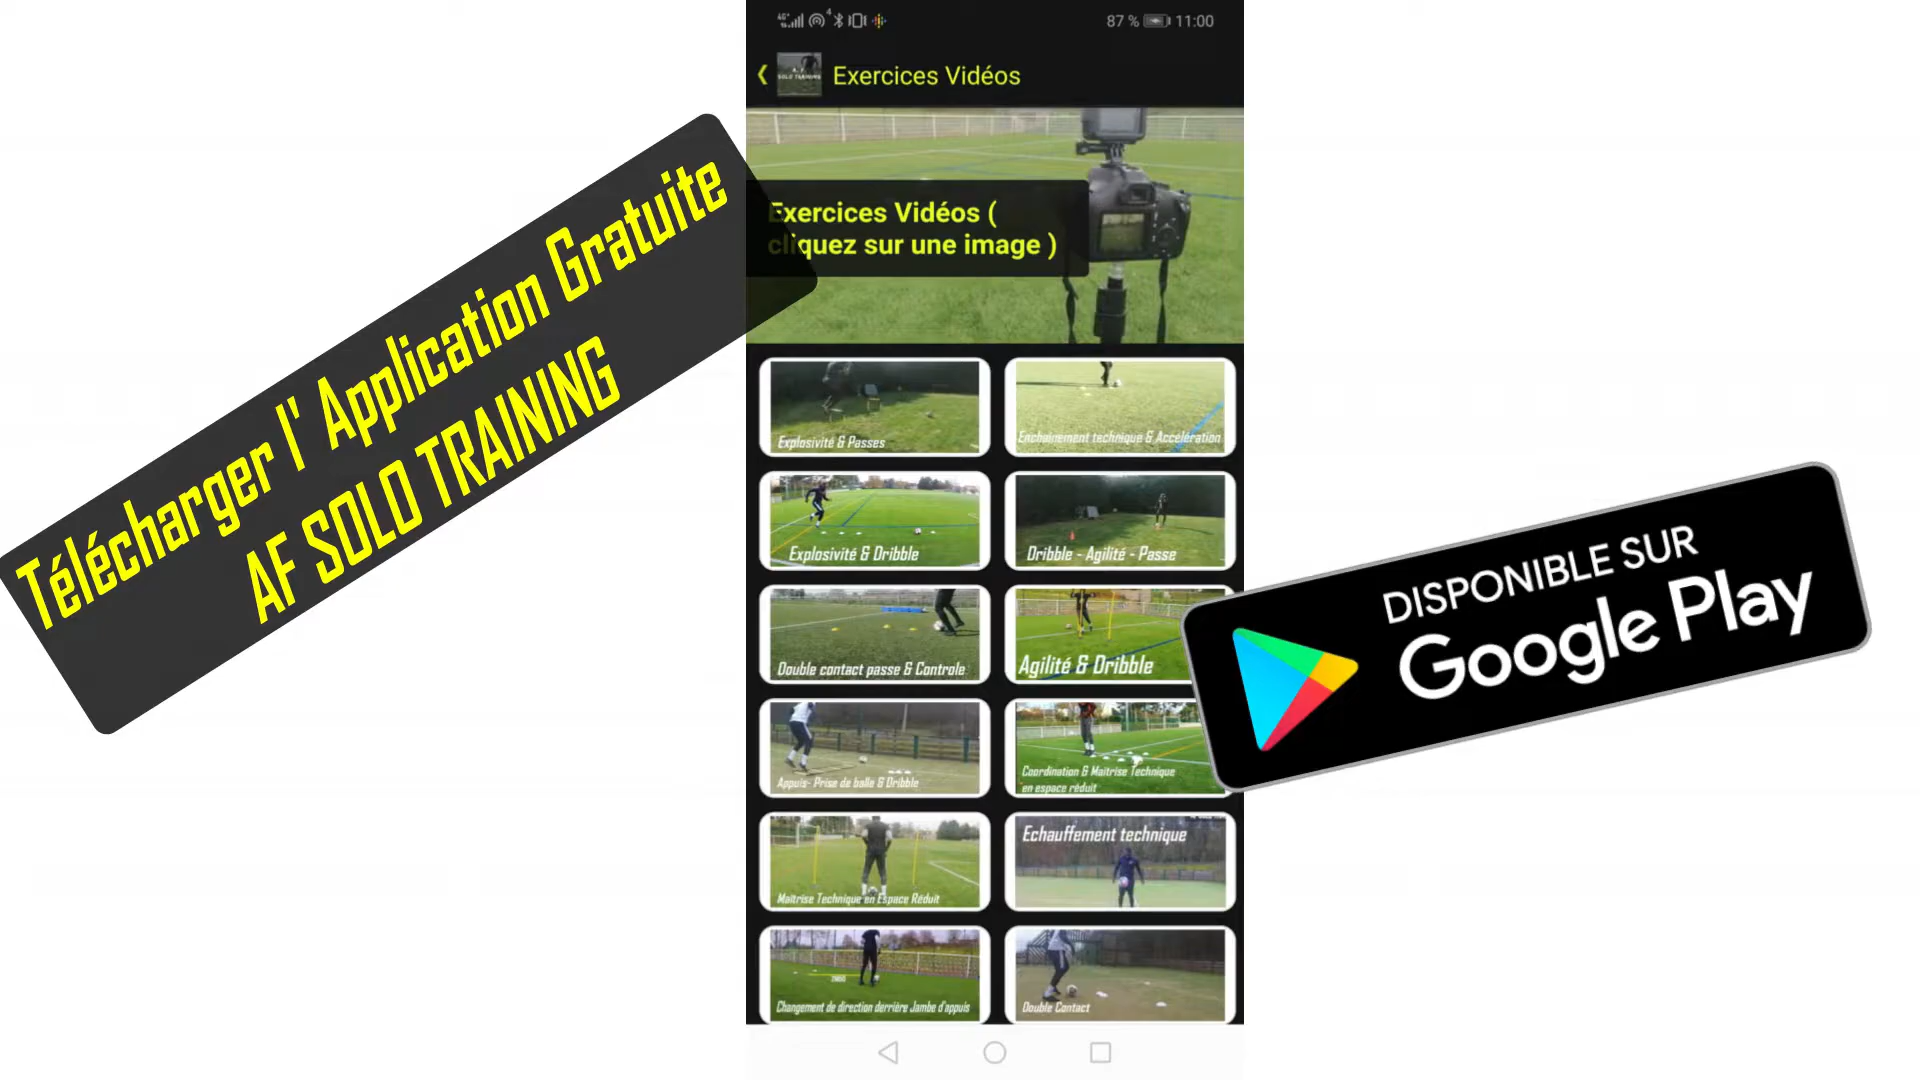 87 % 11:00
Exercices Vidéos
Télécharger l' Application Gratuite
AF SOLO TRAINING
Exercices Vidéos (
cliquez sur une image )
Explosivité & Passes
Enchainement technique & Accélération
Explosivité & Dribble
Dribble - Agilité - Passe
Double contact passe & Controle
Agilité & Dribble
DISPONIBLE SUR
Google Play
Appuis- Prise de balle & Dribble
Coordination & Maitrise Technique
en espace réduit
Maitrise Technique en Espace Réduit
Echauffement technique
Changement de direction derrière Jambe d'appuis
Double Contact